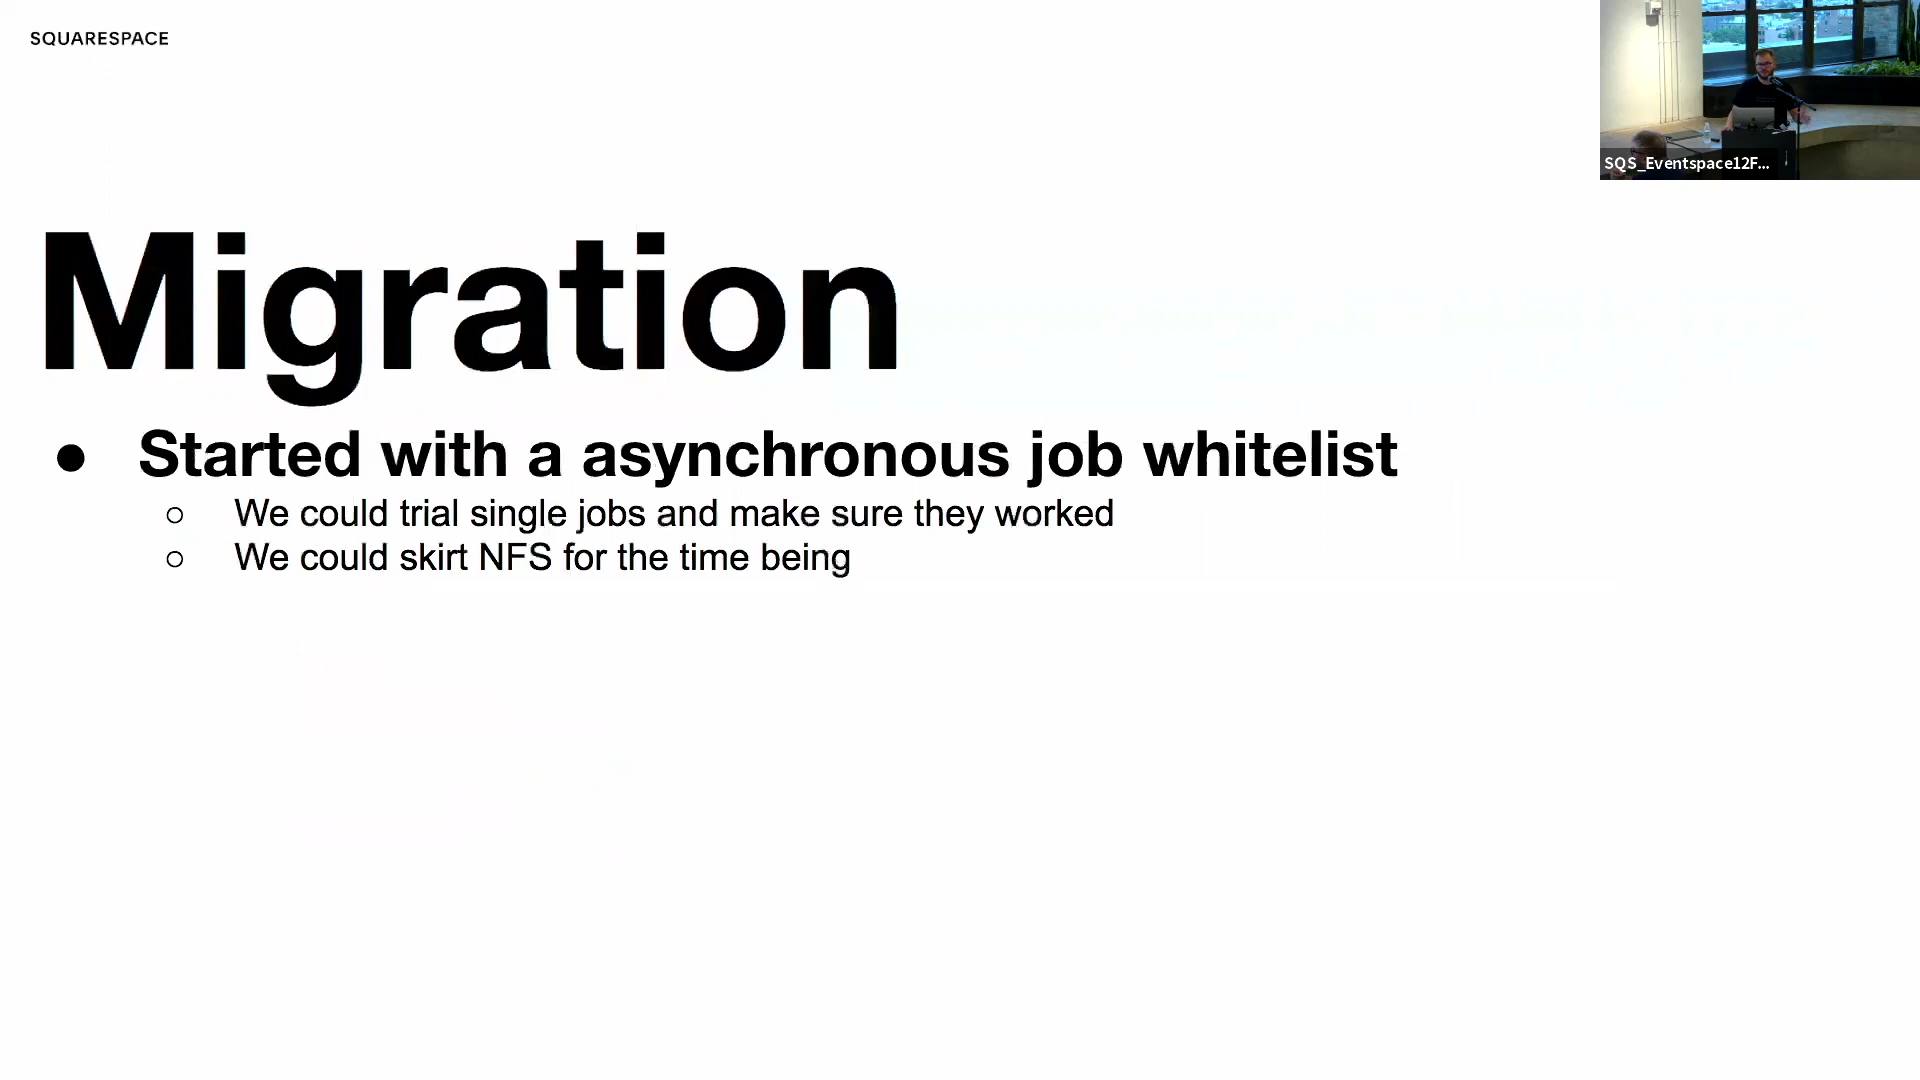 SQUARESPACE
SQS_Eventspace12F...
Migration
● Started with a asynchronous job whitelist
○ We could trial single jobs and make sure they worked
○ We could skirt NFS for the time being